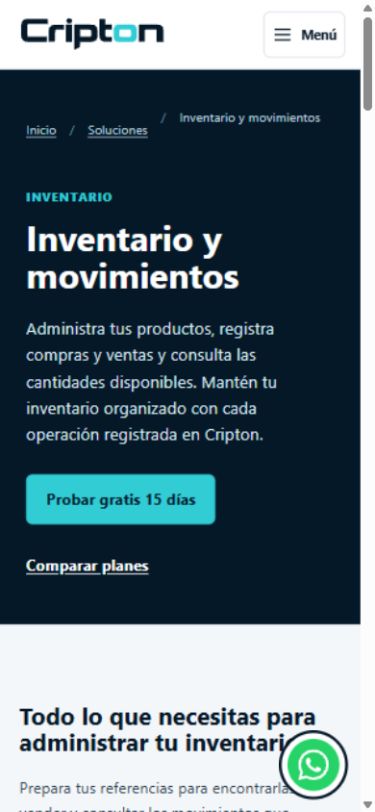 Cripton
Menú
Inicio / Soluciones / Inventario y movimientos
INVENTARIO
Inventario y
movimientos
Administra tus productos, registra
compras y ventas y consulta las
cantidades disponibles. Mantén tu
inventario organizado con cada
operación registrada en Cripton.
Probar gratis 15 días
Comparar planes
Todo lo que necesitas para
administrar tu inventari
Prepara tus referencias para encontrarla